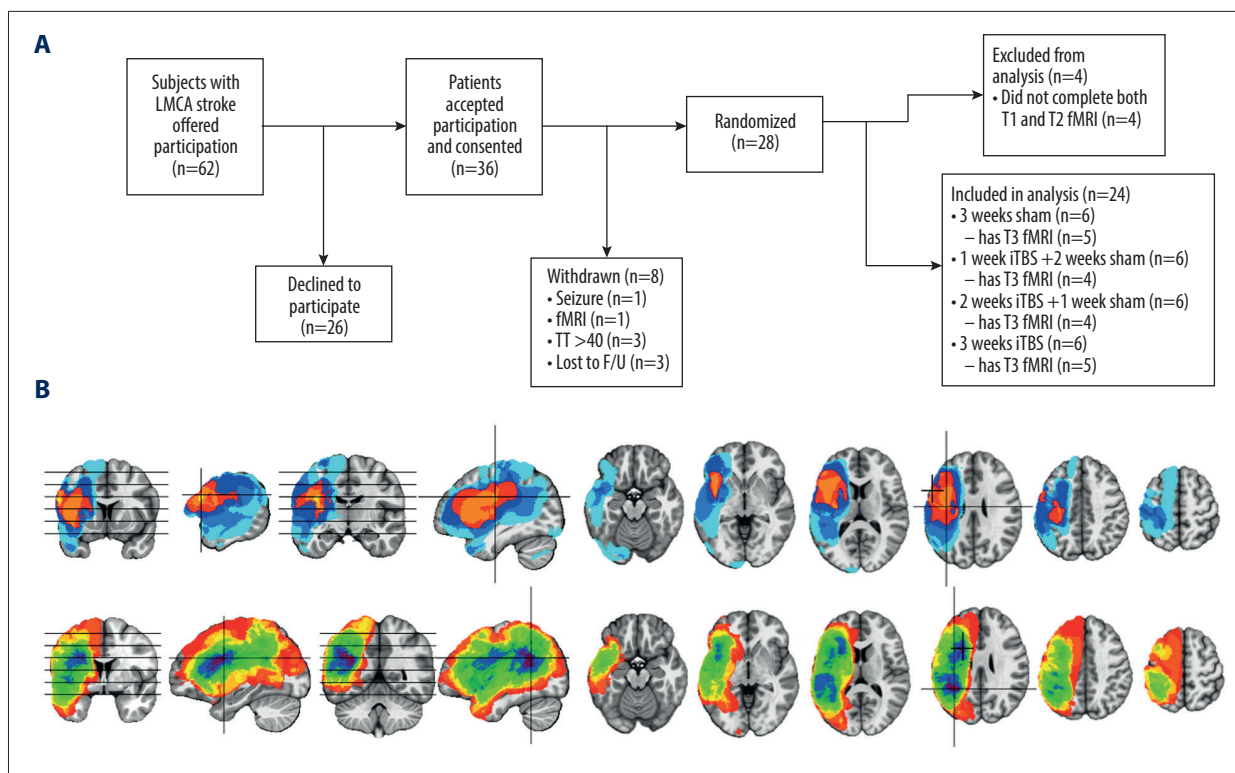 A
Subjects with
LMCA stroke
offered
participation
(n=62)
Declined to
participate
(n=26)
Patients
accepted
participation
and consented
(n=36)
Withdrawn (n=8)
• Seizure (n=1)
• fMRI (n=1)
• TT >40 (n=3)
• Lost to F/U (n=3)
Randomized
(n=28)
Excluded from
analysis (n=4)
• Did not complete both
T1 and T2 fMRI (n=4)
Included in analysis (n=24)
• 3 weeks sham (n=6)
– has T3 fMRI (n=5)
• 1 week iTBS +2 weeks sham (n=6)
– has T3 fMRI (n=4)
• 2 weeks iTBS +1 week sham (n=6)
– has T3 fMRI (n=4)
• 3 weeks iTBS (n=6)
– has T3 fMRI (n=5)
B